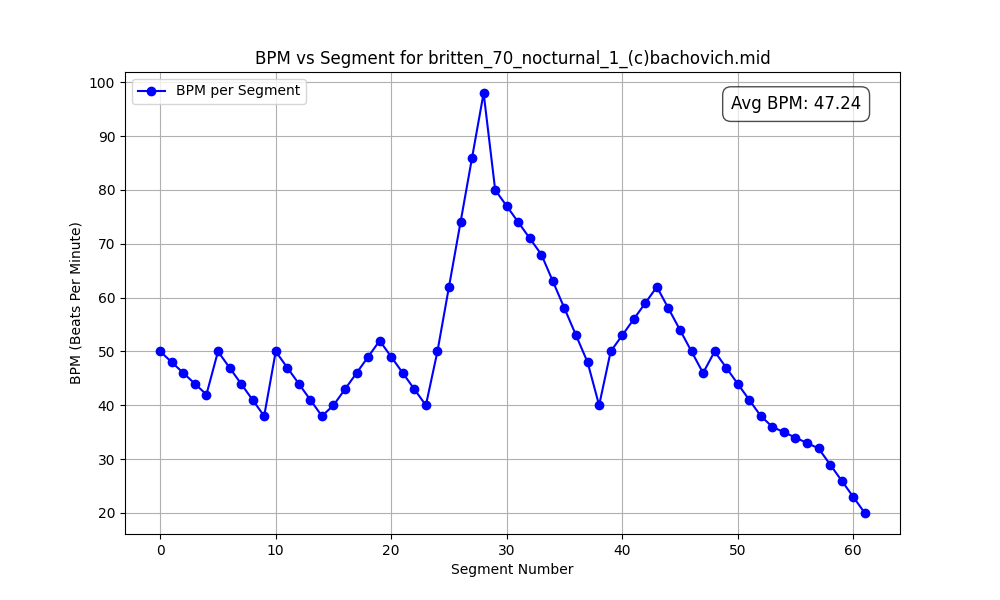 BPM vs Segment for britten_70_nocturnal_1_(c)bachovich.mid
BPM per Segment
Avg BPM: 47.24
BPM (Beats Per Minute)
100
90
80
70
60
50
40
30
20
0 10 20 30 40 50 60
Segment Number